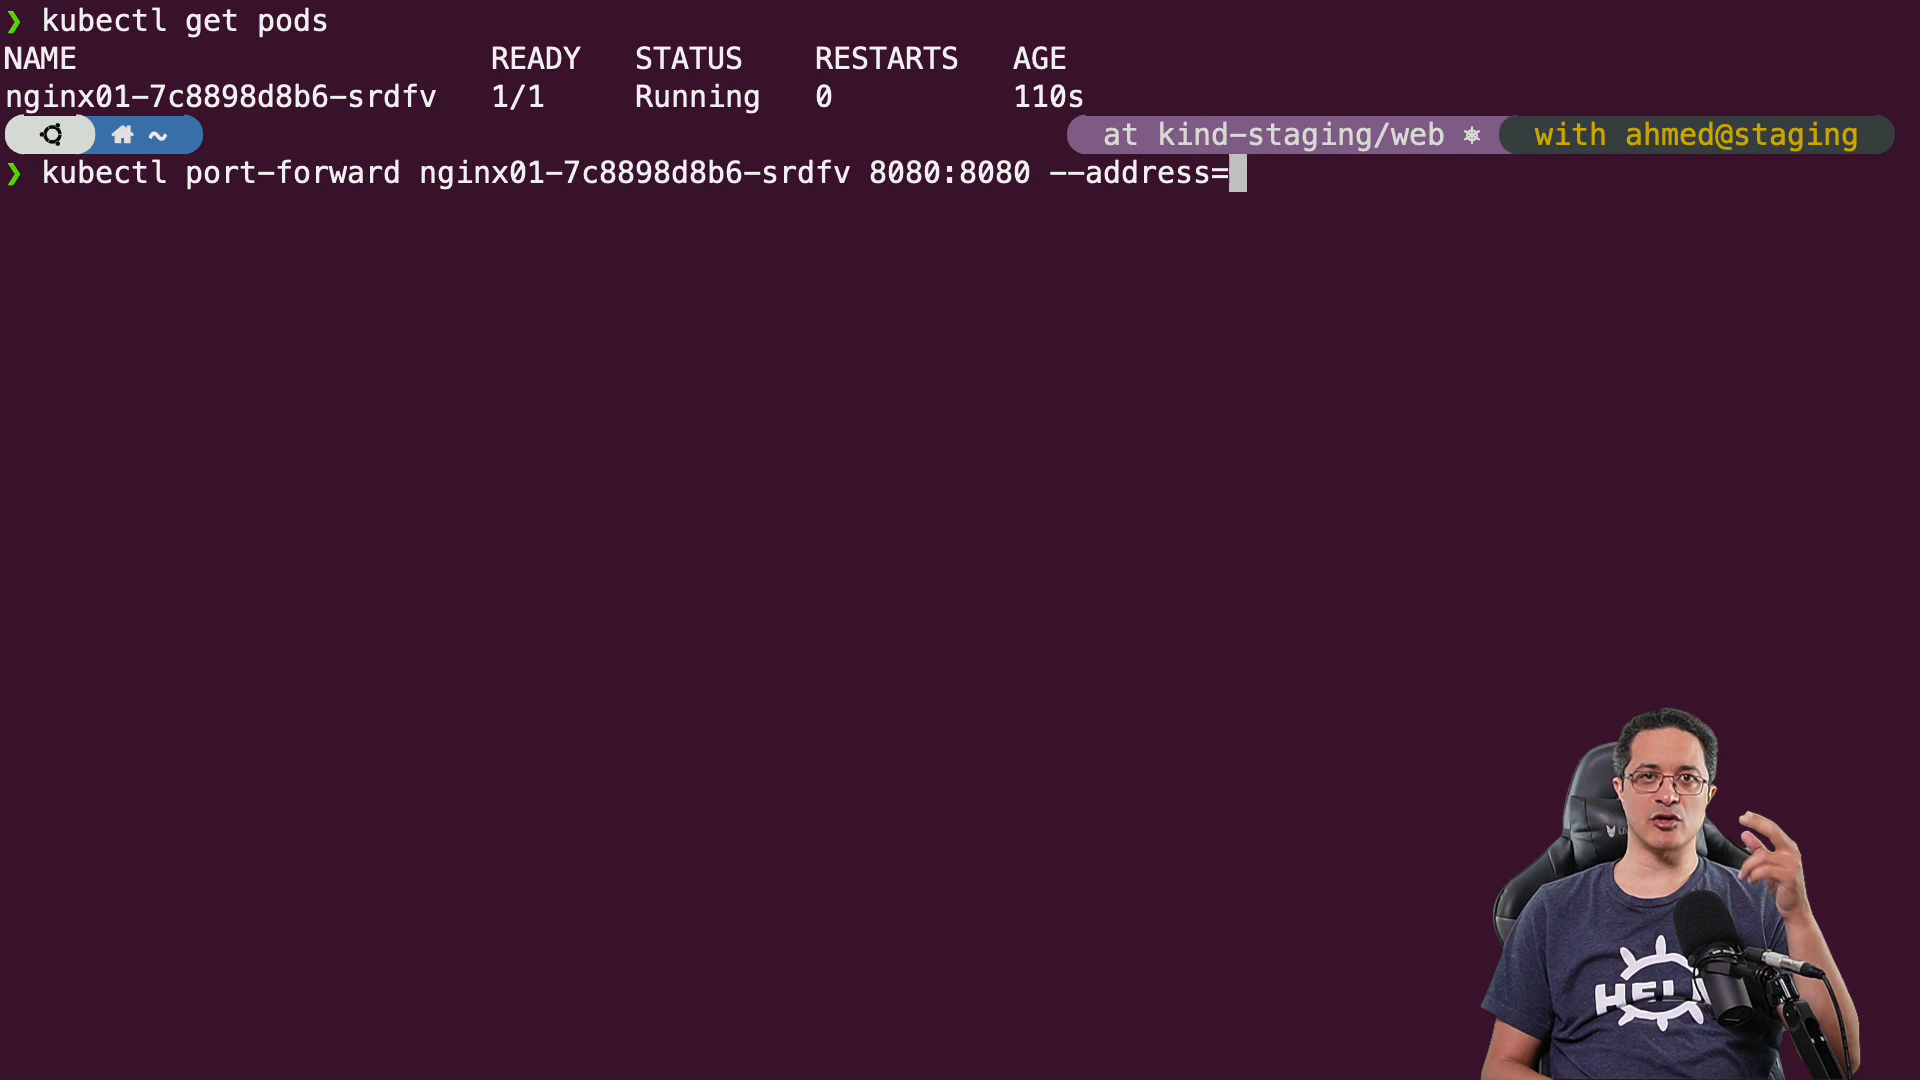 ❯ kubectl get pods
NAME READY STATUS RESTARTS AGE
nginx01-7c8898d8b6-srdfv 1/1 Running 0 110s
~ at kind-staging/web ⎈ with ahmed@staging
❯ kubectl port-forward nginx01-7c8898d8b6-srdfv 8080:8080 --address=
HELM